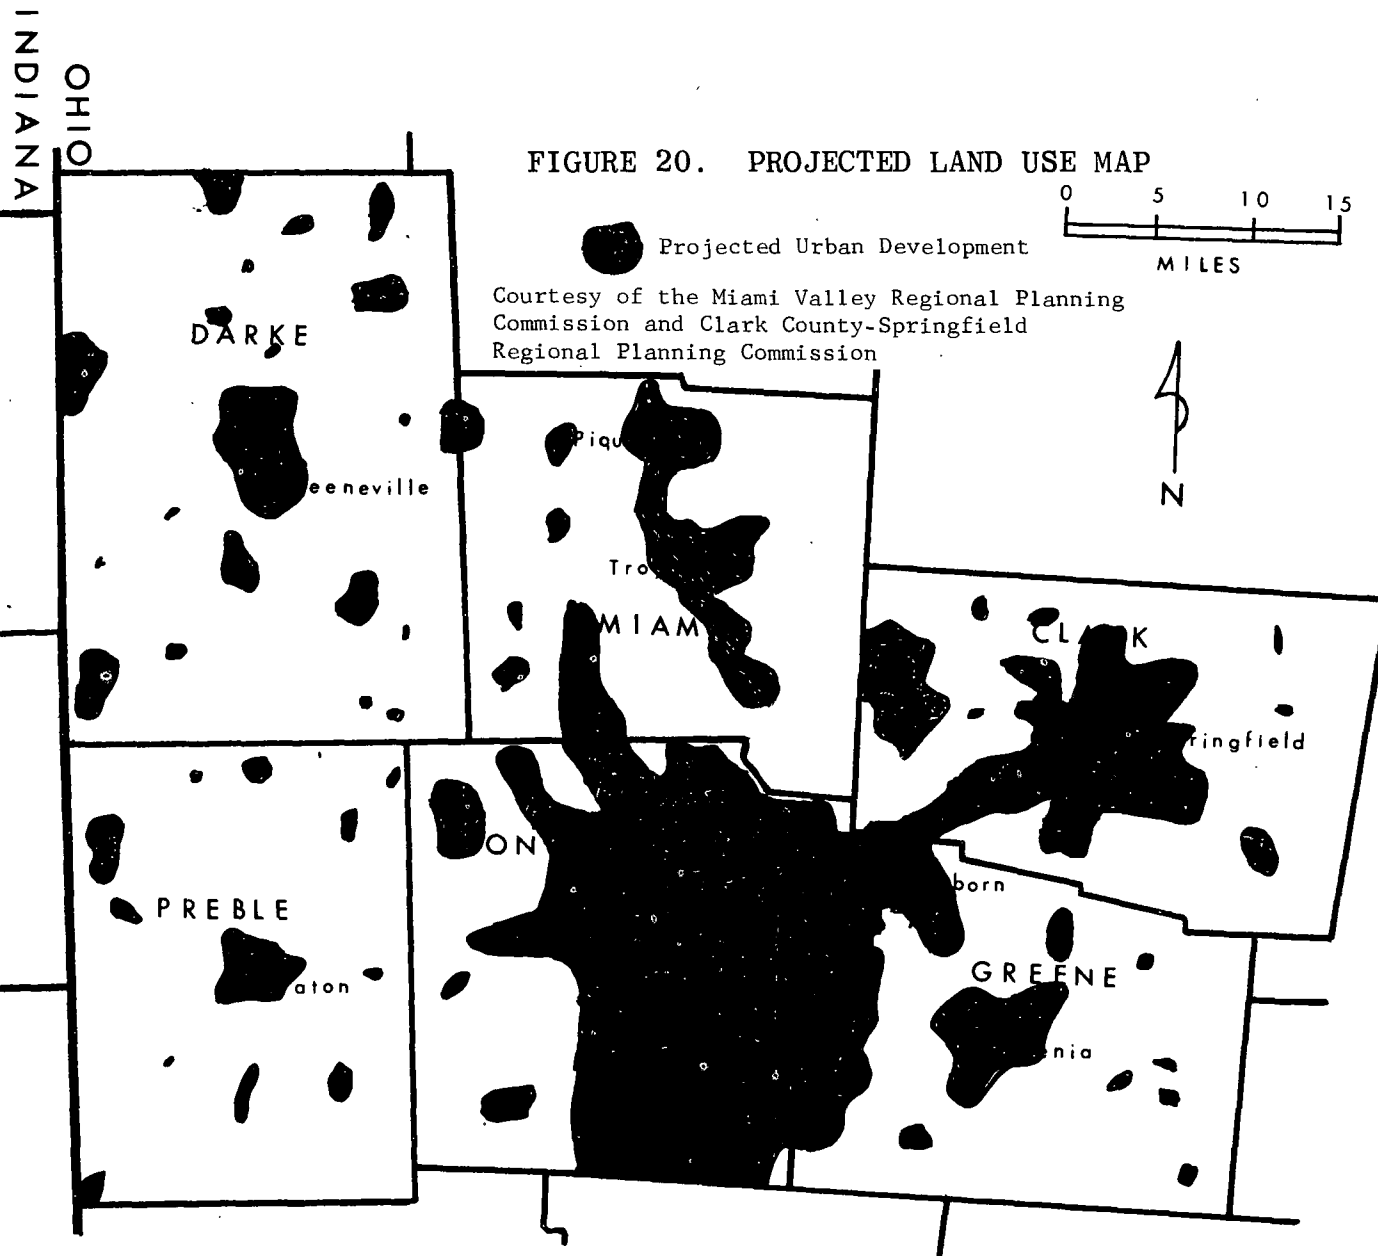 INDIANA
OHIO
FIGURE 20. PROJECTED LAND USE MAP
0 5 10 15
MILES
Projected Urban Development
Courtesy of the Miami Valley Regional Planning
Commission and Clark County-Springfield
Regional Planning Commission
N
DARKE
Piqu
eeneville
Tro
MIAM
CLARK
ringfield
ON
born
PREBLE
aton
GREENE
enia